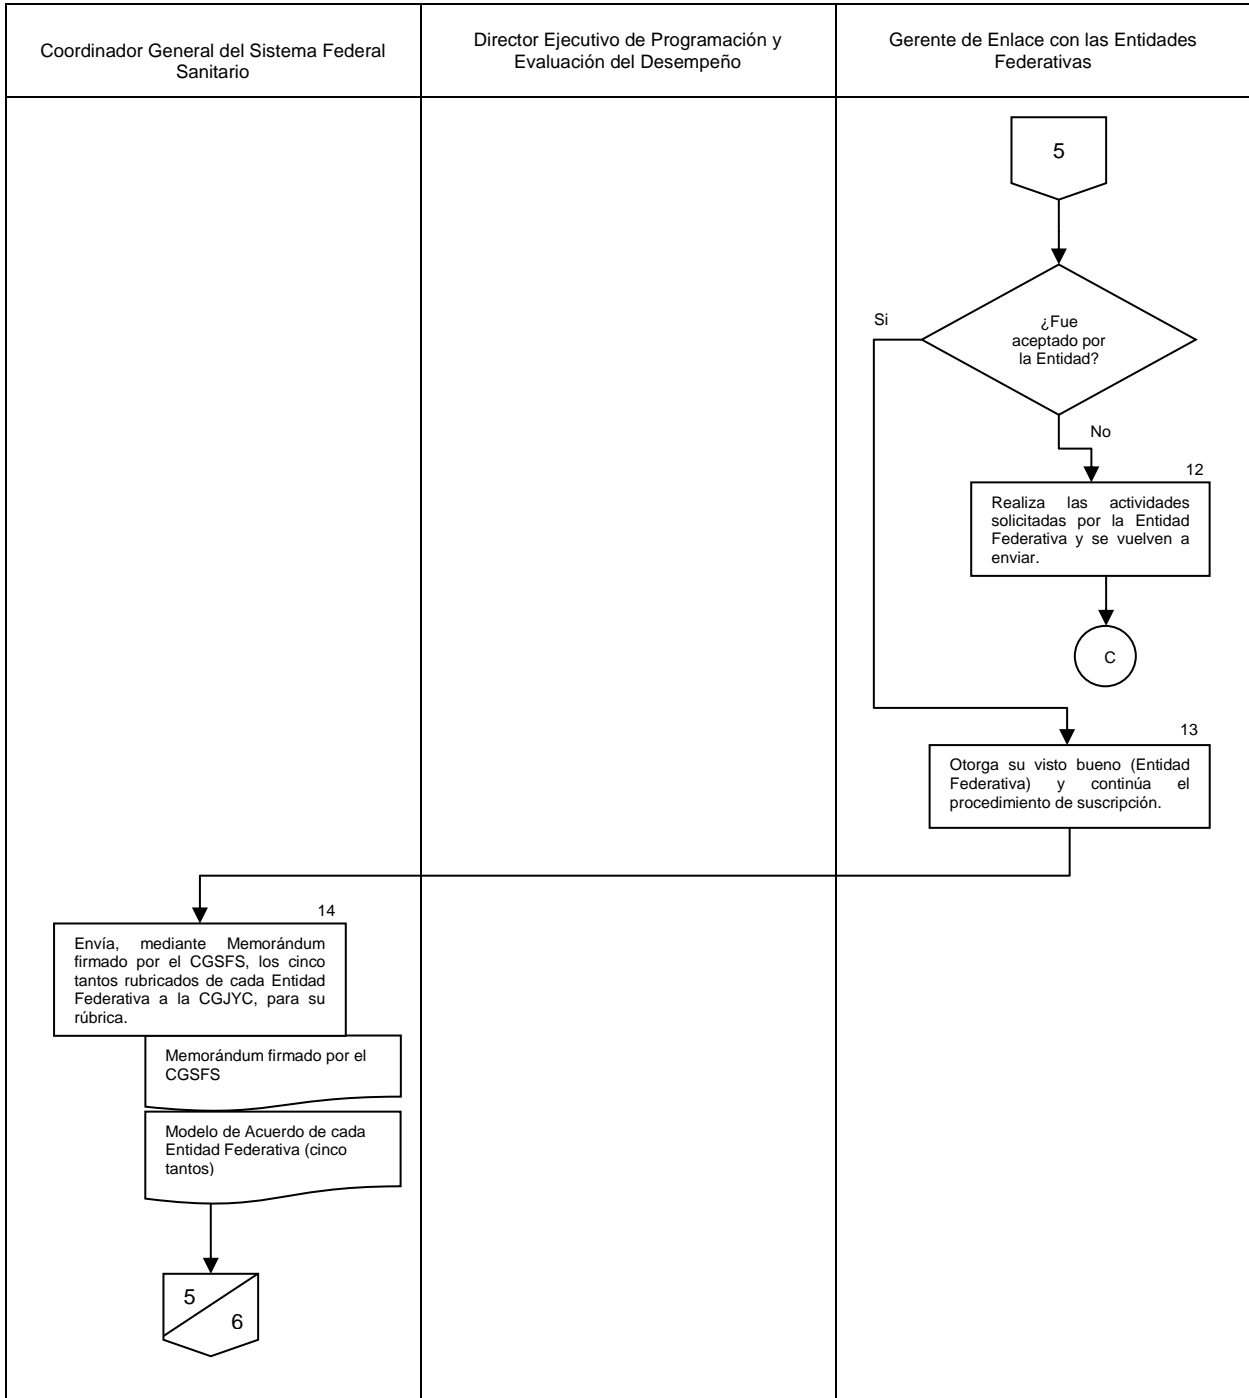 Coordinador General del Sistema Federal
Sanitario
Director Ejecutivo de Programación y
Evaluación del Desempeño
Gerente de Enlace con las Entidades
Federativas
5
¿Fue
aceptado por
la Entidad?
Si
No
12
Realiza las actividades
solicitadas por la Entidad
Federativa y se vuelven a
enviar.
C
13
Otorga su visto bueno (Entidad
Federativa) y continúa el
procedimiento de suscripción.
14
Envía, mediante Memorándum
firmado por el CGSFS, los cinco
tantos rubricados de cada Entidad
Federativa a la CGJYC, para su
rúbrica.
Memorándum firmado por el
CGSFS
Modelo de Acuerdo de cada
Entidad Federativa (cinco
tantos)
5
6